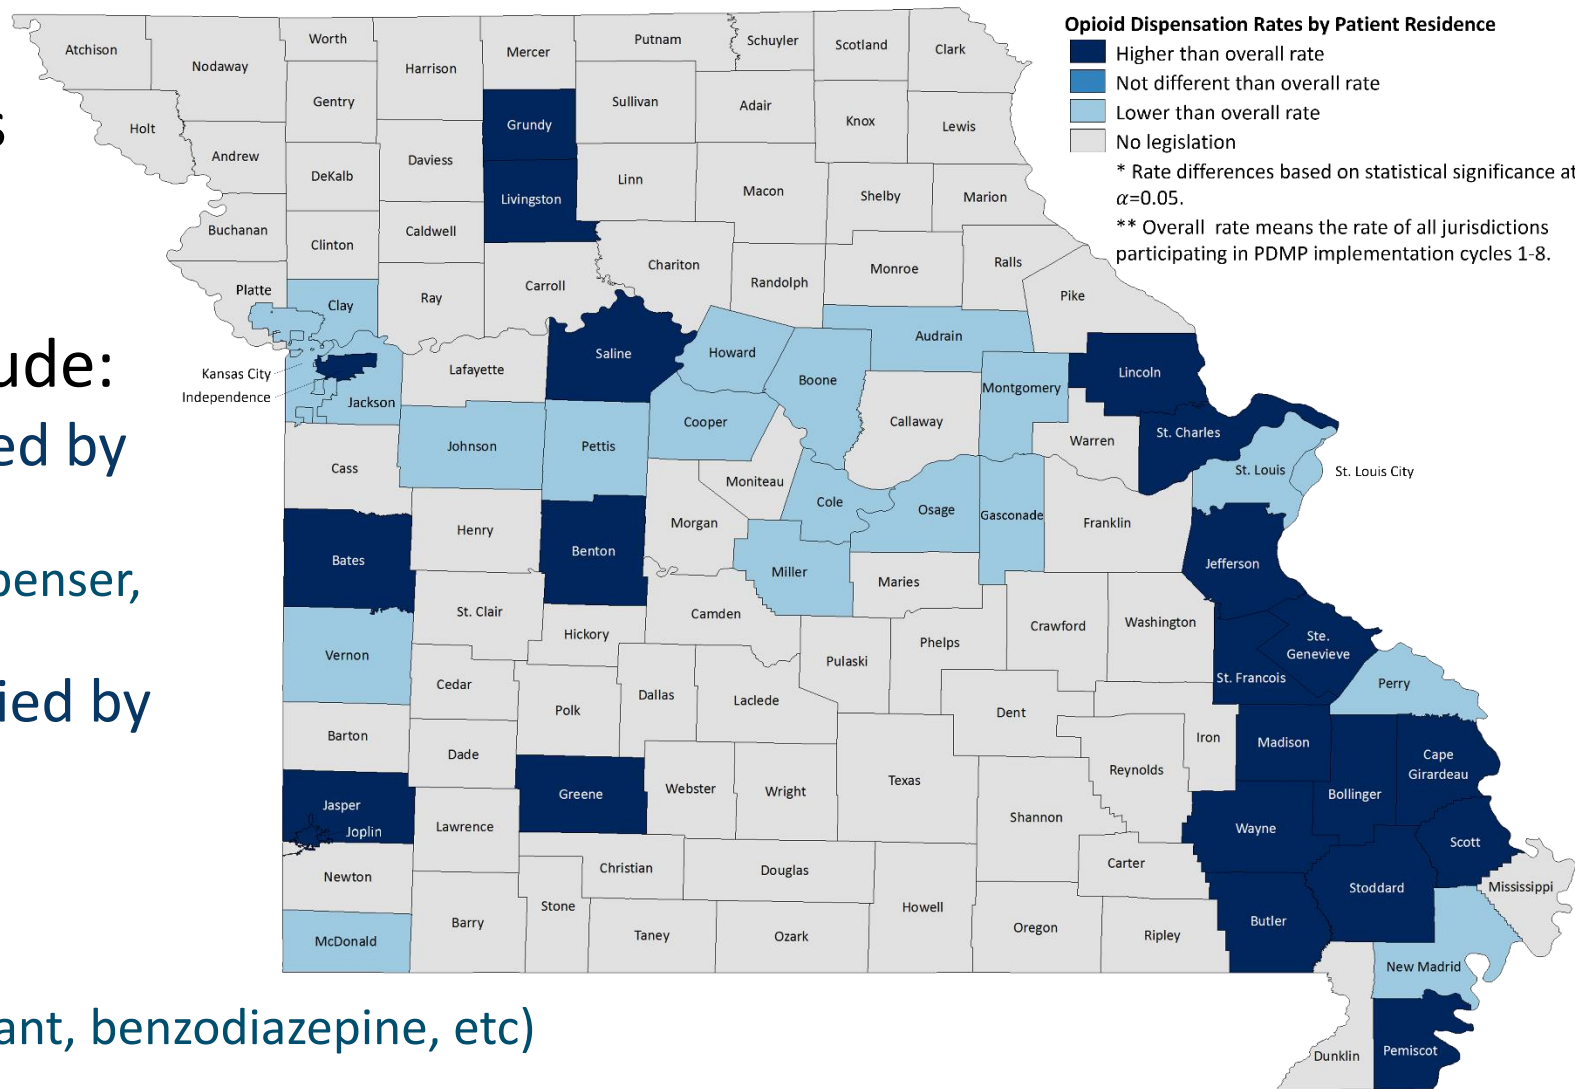 s
ude:
ed by
penser,
ied by
ant, benzodiazepine, etc)
Opioid Dispensation Rates by Patient Residence
Higher than overall rate
Not different than overall rate
Lower than overall rate
No legislation
* Rate differences based on statistical significance at
α=0.05.
** Overall rate means the rate of all jurisdictions
participating in PDMP implementation cycles 1-8.
Atchison
Nodaway
Worth
Harrison
Mercer
Putnam
Schuyler
Scotland
Clark
Holt
Gentry
Grundy
Sullivan
Adair
Knox
Lewis
Andrew
DeKalb
Daviess
Livingston
Linn
Macon
Shelby
Marion
Buchanan
Clinton
Caldwell
Chariton
Randolph
Monroe
Ralls
Platte
Clay
Ray
Carroll
Pike
Kansas City
Independence
Jackson
Lafayette
Saline
Howard
Boone
Audrain
Montgomery
Lincoln
Cass
Johnson
Pettis
Cooper
Callaway
Warren
St. Charles
St. Louis
St. Louis City
Moniteau
Bates
Henry
Benton
Morgan
Cole
Osage
Gasconade
Franklin
Jefferson
Miller
Maries
Vernon
St. Clair
Hickory
Camden
Pulaski
Phelps
Crawford
Washington
Ste.
Genevieve
St. Francois
Perry
Cedar
Polk
Dallas
Laclede
Dent
Iron
Madison
Barton
Dade
Cape
Girardeau
Jasper
Joplin
Greene
Webster
Wright
Texas
Reynolds
Bollinger
Lawrence
Shannon
Wayne
Scott
Newton
Christian
Douglas
Carter
Stoddard
Mississippi
McDonald
Barry
Stone
Taney
Ozark
Howell
Oregon
Ripley
Butler
New Madrid
Dunklin
Pemiscot